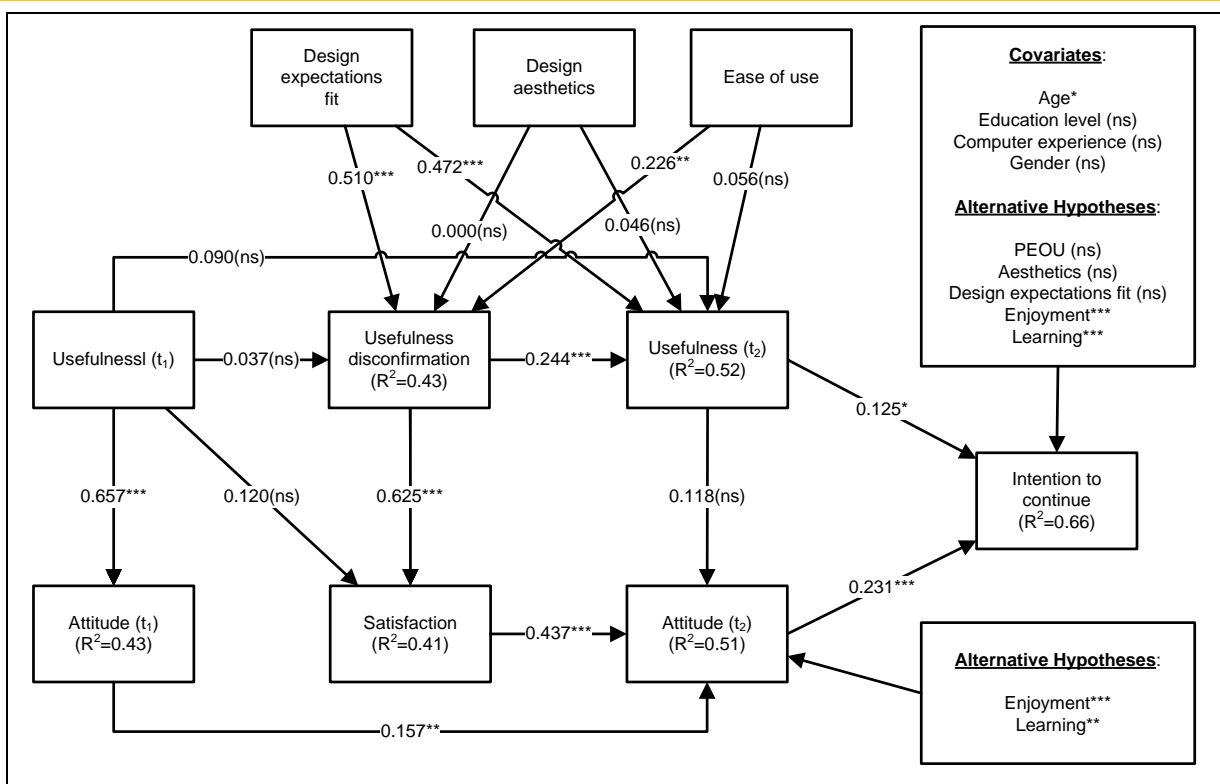 Design
expectations
fit
Design
aesthetics
Ease of use
Covariates:
Age*
Education level (ns)
Computer experience (ns)
Gender (ns)
Alternative Hypotheses:
PEOU (ns)
Aesthetics (ns)
Design expectations fit (ns)
Enjoyment***
Learning***
0.510***
0.472***
0.000(ns)
0.046(ns)
0.226**
0.056(ns)
0.090(ns)
Usefulnessl (t₁)
0.037(ns)
Usefulness
disconfirmation
(R²=0.43)
0.244***
Usefulness (t₂)
(R²=0.52)
0.125*
0.657***
0.120(ns)
0.625***
0.118(ns)
Intention to
continue
(R²=0.66)
0.231***
Attitude (t₁)
(R²=0.43)
Satisfaction
(R²=0.41)
0.437***
Attitude (t₂)
(R²=0.51)
0.157**
Alternative Hypotheses:
Enjoyment***
Learning**